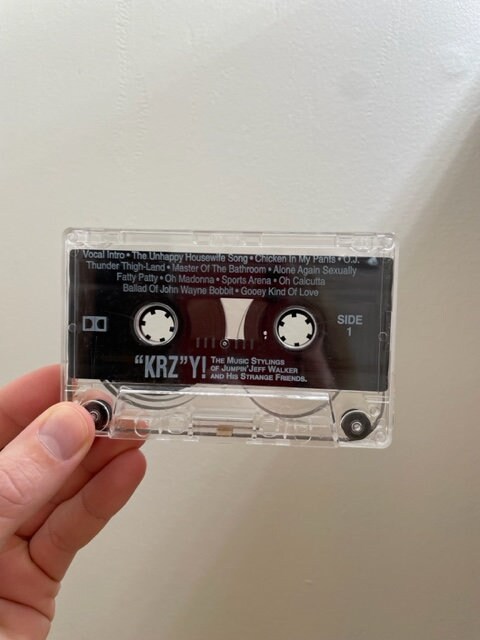 Vocal Intro • The Unhappy Housewife Song • Chicken In My Pants • O.J.
Thunder Thigh-Land • Master Of The Bathroom • Alone Again Sexually
Fatty Patty • Oh Madonna • Sports Arena • Oh Calcutta
Ballad Of John Wayne Bobbit • Gooey Kind Of Love
SIDE
1
"KRZ"Y!
THE MUSIC STYLINGS
OF JUMPIN'JEFF WALKER
AND HIS STRANGE FRIENDS.